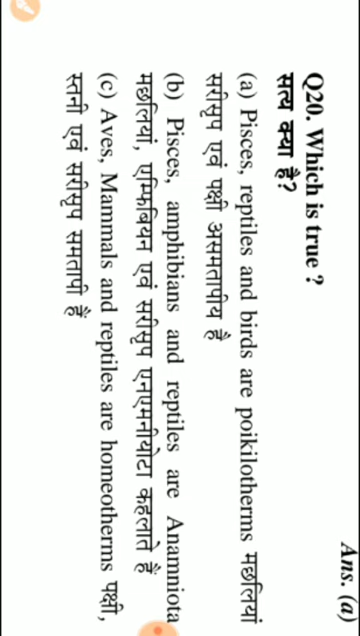 Ans. (a)
Q20. Which is true ?
सत्य क्या है?
(a) Pisces, reptiles and birds are poikilotherms मछलियां
सरीसृप एवं पक्षी असमतापीय है
(b) Pisces, amphibians and reptiles are Anamniota
मछलियां, एम्फिबियन एवं सरीसृप एनएमनीयोटा कहलाते हैं
(c) Aves, Mammals and reptiles are homeotherms पक्षी,
स्तनी एवं सरीसृप समतापी हैं